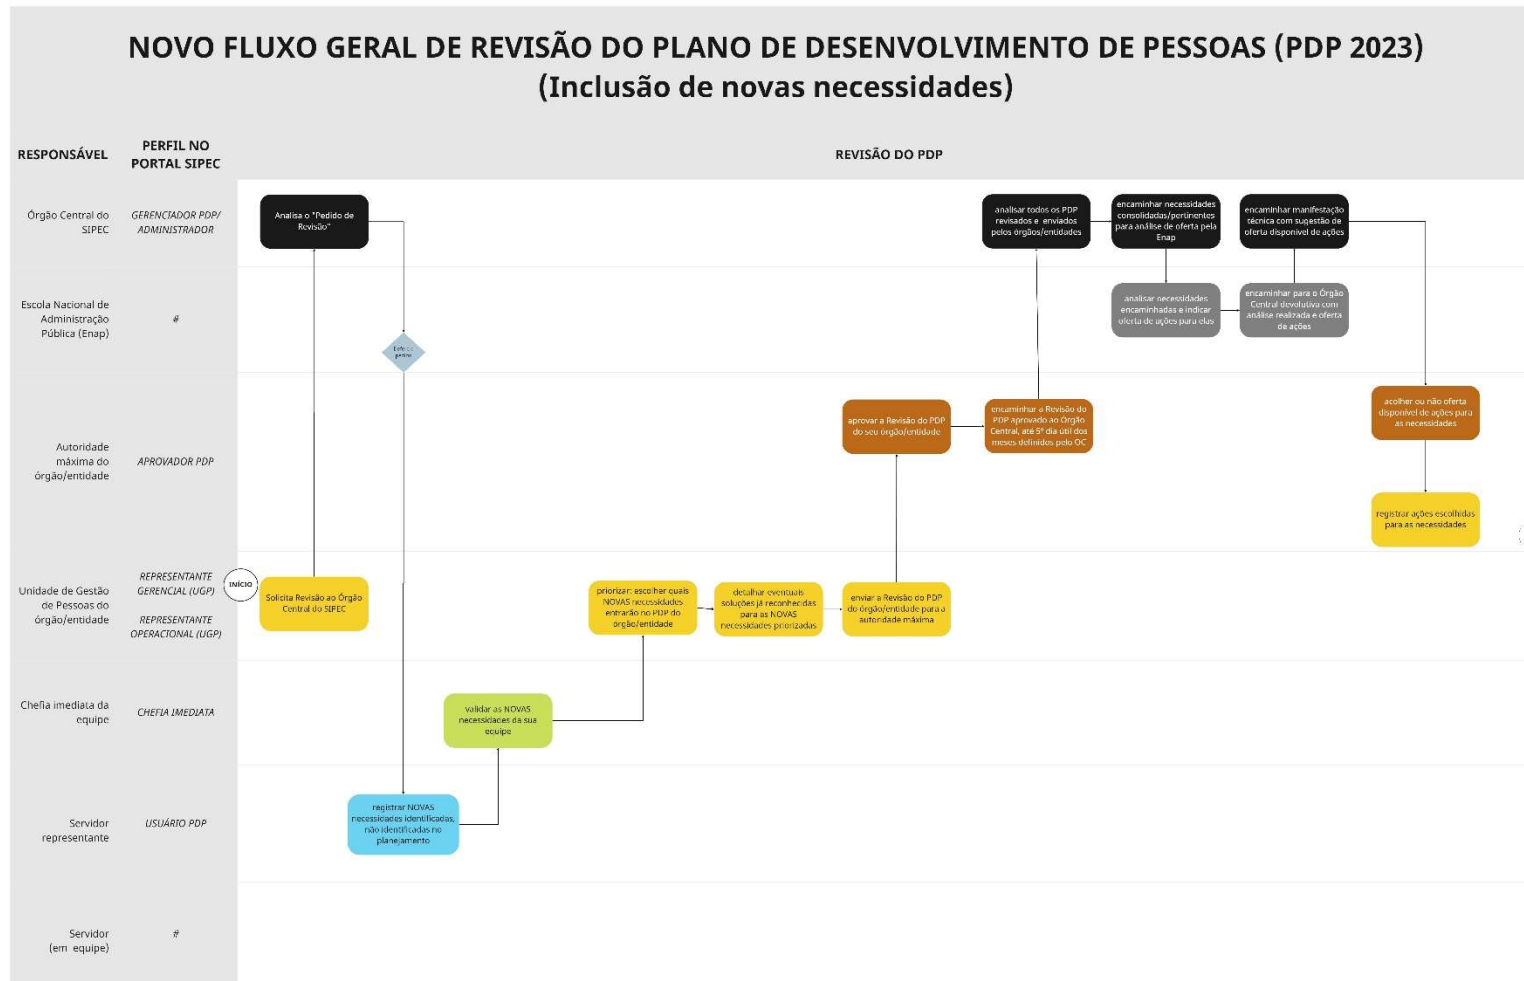 NOVO FLUXO GERAL DE REVISÃO DO PLANO DE DESENVOLVIMENTO DE PESSOAS (PDP 2023)
(Inclusão de novas necessidades)
RESPONSÁVEL
PERFIL NO
PORTAL SIPEC
REVISÃO DO PDP
Órgão Central do
SIPEC
GERENCIADOR PDP/
ADMINISTRADOR
Analisa o "Pedido de
Revisão"
analisar todos os PDP
revisados e enviados
pelos órgãos/entidades
encaminhar necessidades
consolidadas/pertinentes
para análise de oferta pela
Enap
encaminhar manifestação
técnica com sugestão de
oferta disponível de ações
Escola Nacional de
Administração
Pública (Enap)
#
analisar necessidades
encaminhadas e indicar
oferta de ações para elas
encaminhar para o Órgão
Central devolutiva com
análise realizada e oferta
de ações
pedido
Autoridade
máxima do
órgão/entidade
APROVADOR PDP
aprovar a Revisão do PDP
do seu órgão/entidade
encaminhar a Revisão do
PDP aprovado ao Órgão
Central, até 5º dia útil dos
meses definidos pelo OC
acolher ou não oferta
disponível de ações para
as necessidades
registrar ações escolhidas
para as necessidades
Unidade de Gestão
de Pessoas do
órgão/entidade
REPRESENTANTE
GERENCIAL (UGP)
REPRESENTANTE
OPERACIONAL (UGP)
INÍCIO
Solicita Revisão ao Órgão
Central do SIPEC
priorizar: escolher quais
NOVAS necessidades
entrarão no PDP do
órgão/entidade
detalhar eventuais
soluções já reconhecidas
para as NOVAS
necessidades priorizadas
enviar a Revisão do PDP
do órgão/entidade para a
autoridade máxima
Chefia imediata da
equipe
CHEFIA IMEDIATA
validar as NOVAS
necessidades da sua
equipe
Servidor
representante
USUÁRIO PDP
registrar NOVAS
necessidades identificadas,
não identificadas no
planejamento
Servidor
(em equipe)
#